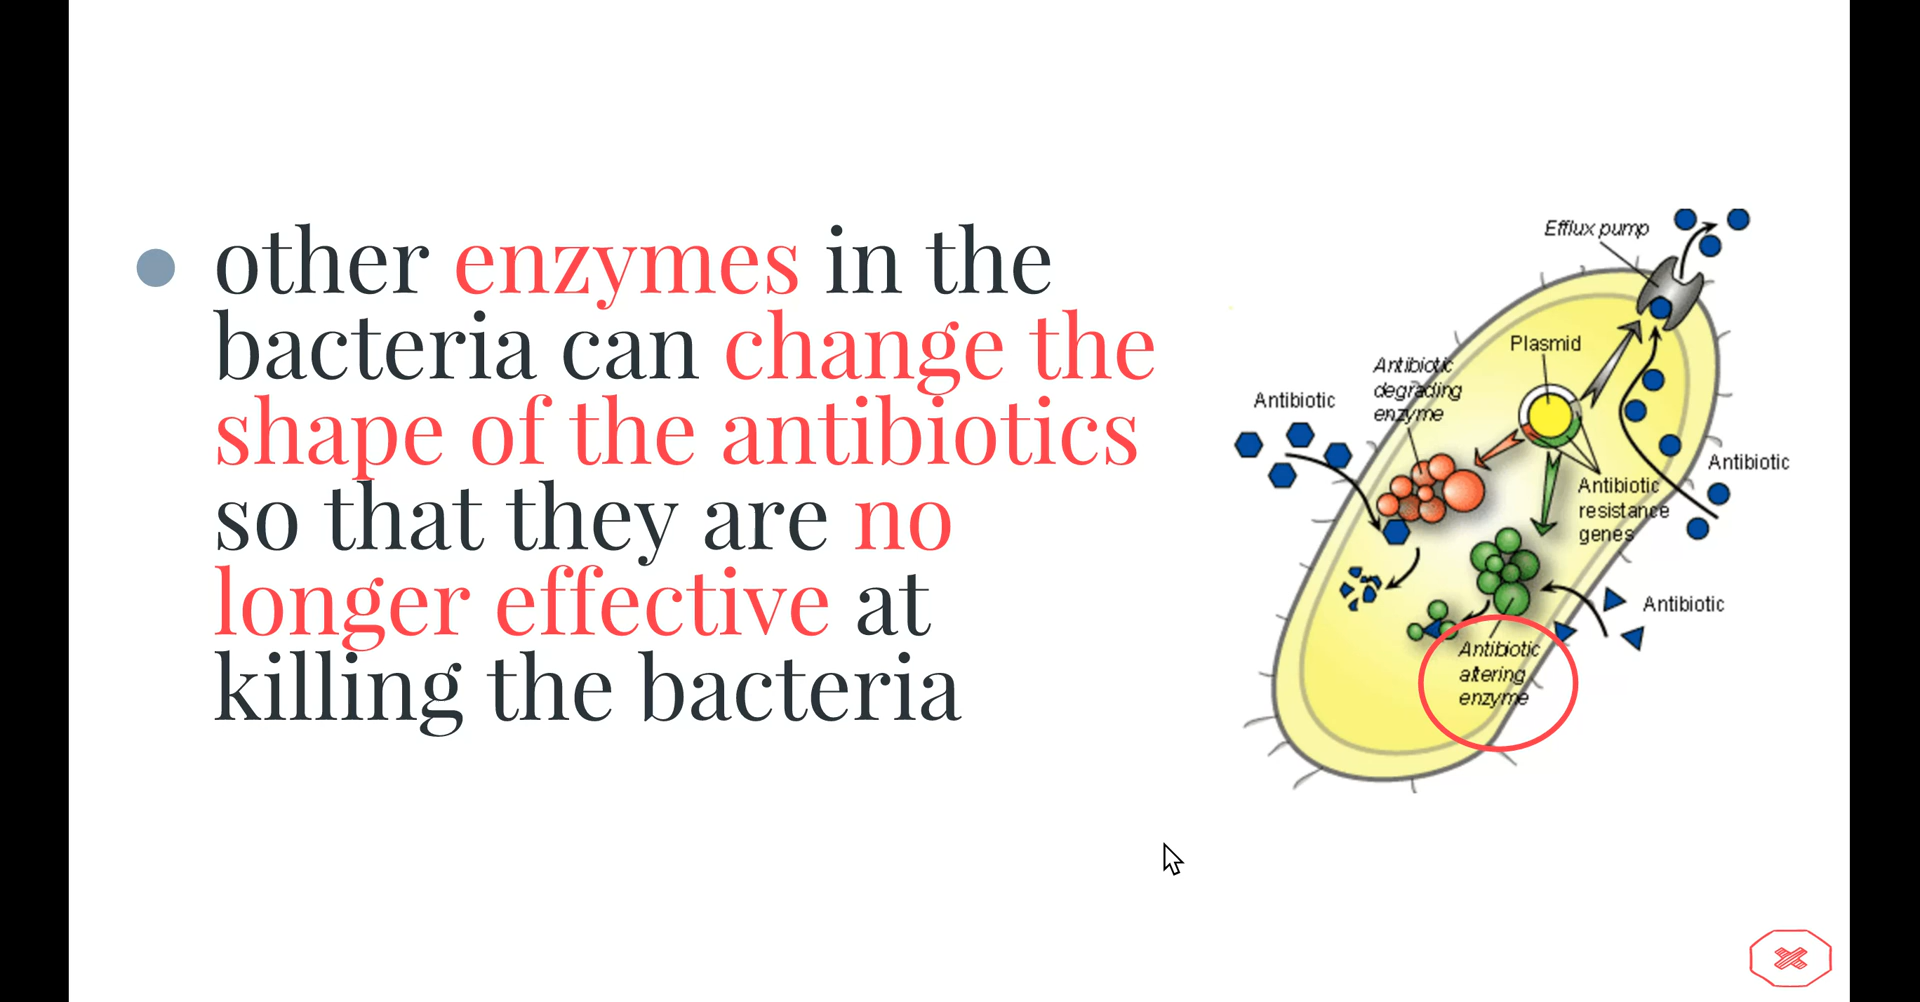 other enzymes in the
bacteria can change the
shape of the antibiotics
so that they are no
longer effective at
killing the bacteria
Efflux pump
Plasmid
Antibiotic
degrading
enzyme
Antibiotic
Antibiotic
Antibiotic
resistance
genes
Antibiotic
Antibiotic
altering
enzyme